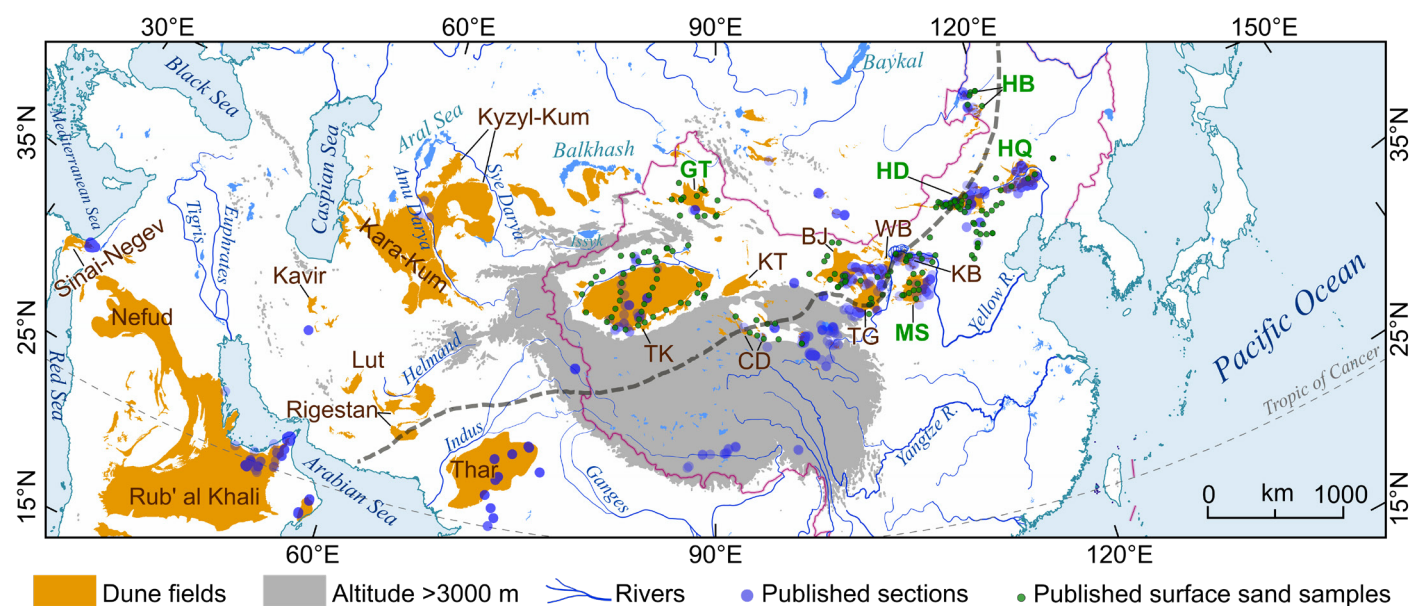 30°E 60°E 90°E 120°E 150°E
Black Sea
Baykal
HB
35°N
Mediterranean Sea
Aral Sea
Kyzyl-Kum
Balkhash
35°N
HQ
Caspian Sea
GT
HD
Tigris
Euphrates
Amu Darya
Syr Darya
Sinai-Negev
Kara-Kum
Issyk
BJ
WB
Kavir
KT
KB
25°N
Nefud
Yellow R.
Pacific Ocean
Red Sea
Lut
Helmand
TK
CD
TG
MS
25°N
Rigestan
Tropic of Cancer
Indus
Thar
Yangtze R.
Rub' al Khali
Arabian Sea
Ganges
15°N
0 km 1000
15°N
60°E 90°E 120°E
Dune fields Altitude >3000 m Rivers Published sections Published surface sand samples